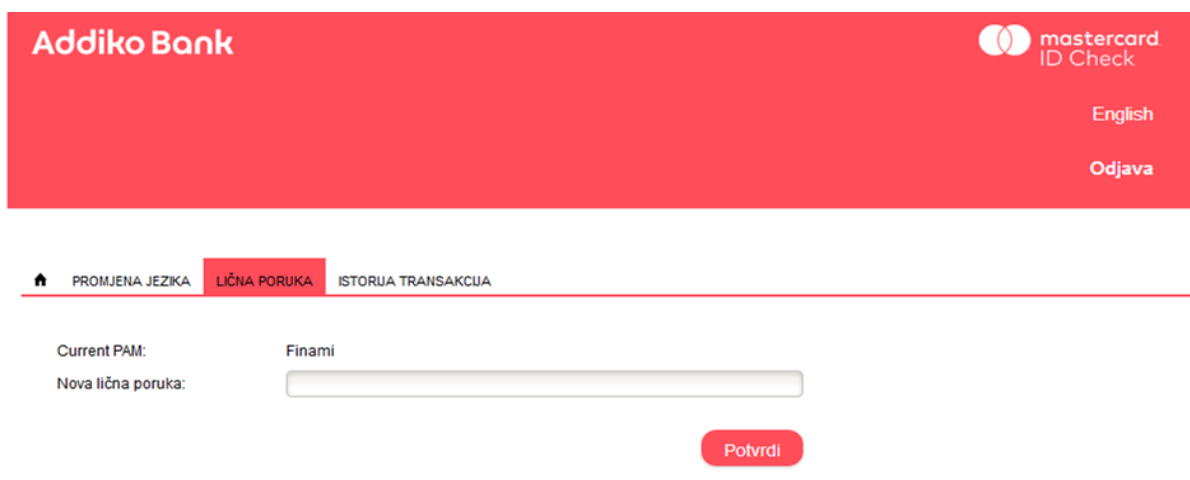 Addiko Bank
mastercard.
ID Check.
English
Odjava
PROMJENA JEZIKA
LIČNA PORUKA
ISTORIJA TRANSAKCIJA
Current PAM: Finami
Nova lična poruka:
Potvrdi